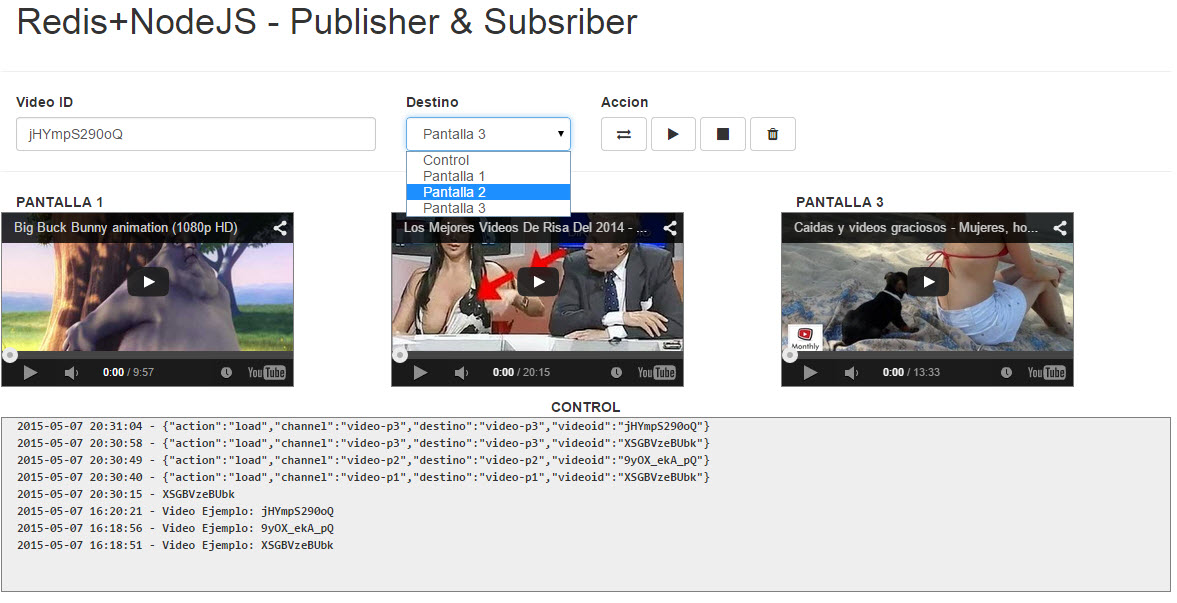 Redis+NodeJS - Publisher & Subsriber
Video ID
Destino
Accion
jHYmpS290oQ
Pantalla 3
Control
Pantalla 1
Pantalla 2
Pantalla 3
PANTALLA 1
PANTALLA 3
Big Buck Bunny animation (1080p HD)
Los Mejores Videos De Risa Del 2014 - ...
Caidas y videos graciosos - Mujeres, ho...
Monthly
0:00 / 9:57
YouTube
0:00 / 20:15
YouTube
0:00 / 13:33
YouTube
CONTROL
2015-05-07 20:31:04 - {"action":"load","channel":"video-p3","destino":"video-p3","videoid":"jHYmpS290oQ"}
2015-05-07 20:30:58 - {"action":"load","channel":"video-p3","destino":"video-p3","videoid":"XSGBVzeBUbk"}
2015-05-07 20:30:49 - {"action":"load","channel":"video-p2","destino":"video-p2","videoid":"9yOX_ekA_pQ"}
2015-05-07 20:30:40 - {"action":"load","channel":"video-p1","destino":"video-p1","videoid":"XSGBVzeBUbk"}
2015-05-07 20:30:15 - XSGBVzeBUbk
2015-05-07 16:20:21 - Video Ejemplo: jHYmpS290oQ
2015-05-07 16:18:56 - Video Ejemplo: 9yOX_ekA_pQ
2015-05-07 16:18:51 - Video Ejemplo: XSGBVzeBUbk